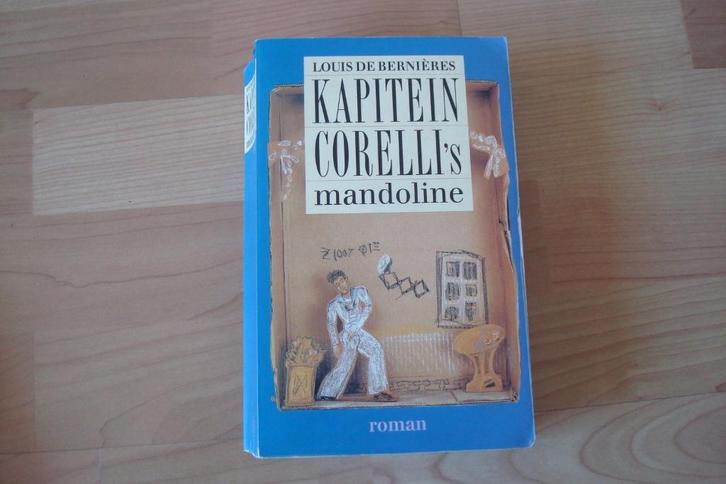 LOUIS DE BERNIÈRES
KAPITEIN
CORELLI's
mandoline
roman